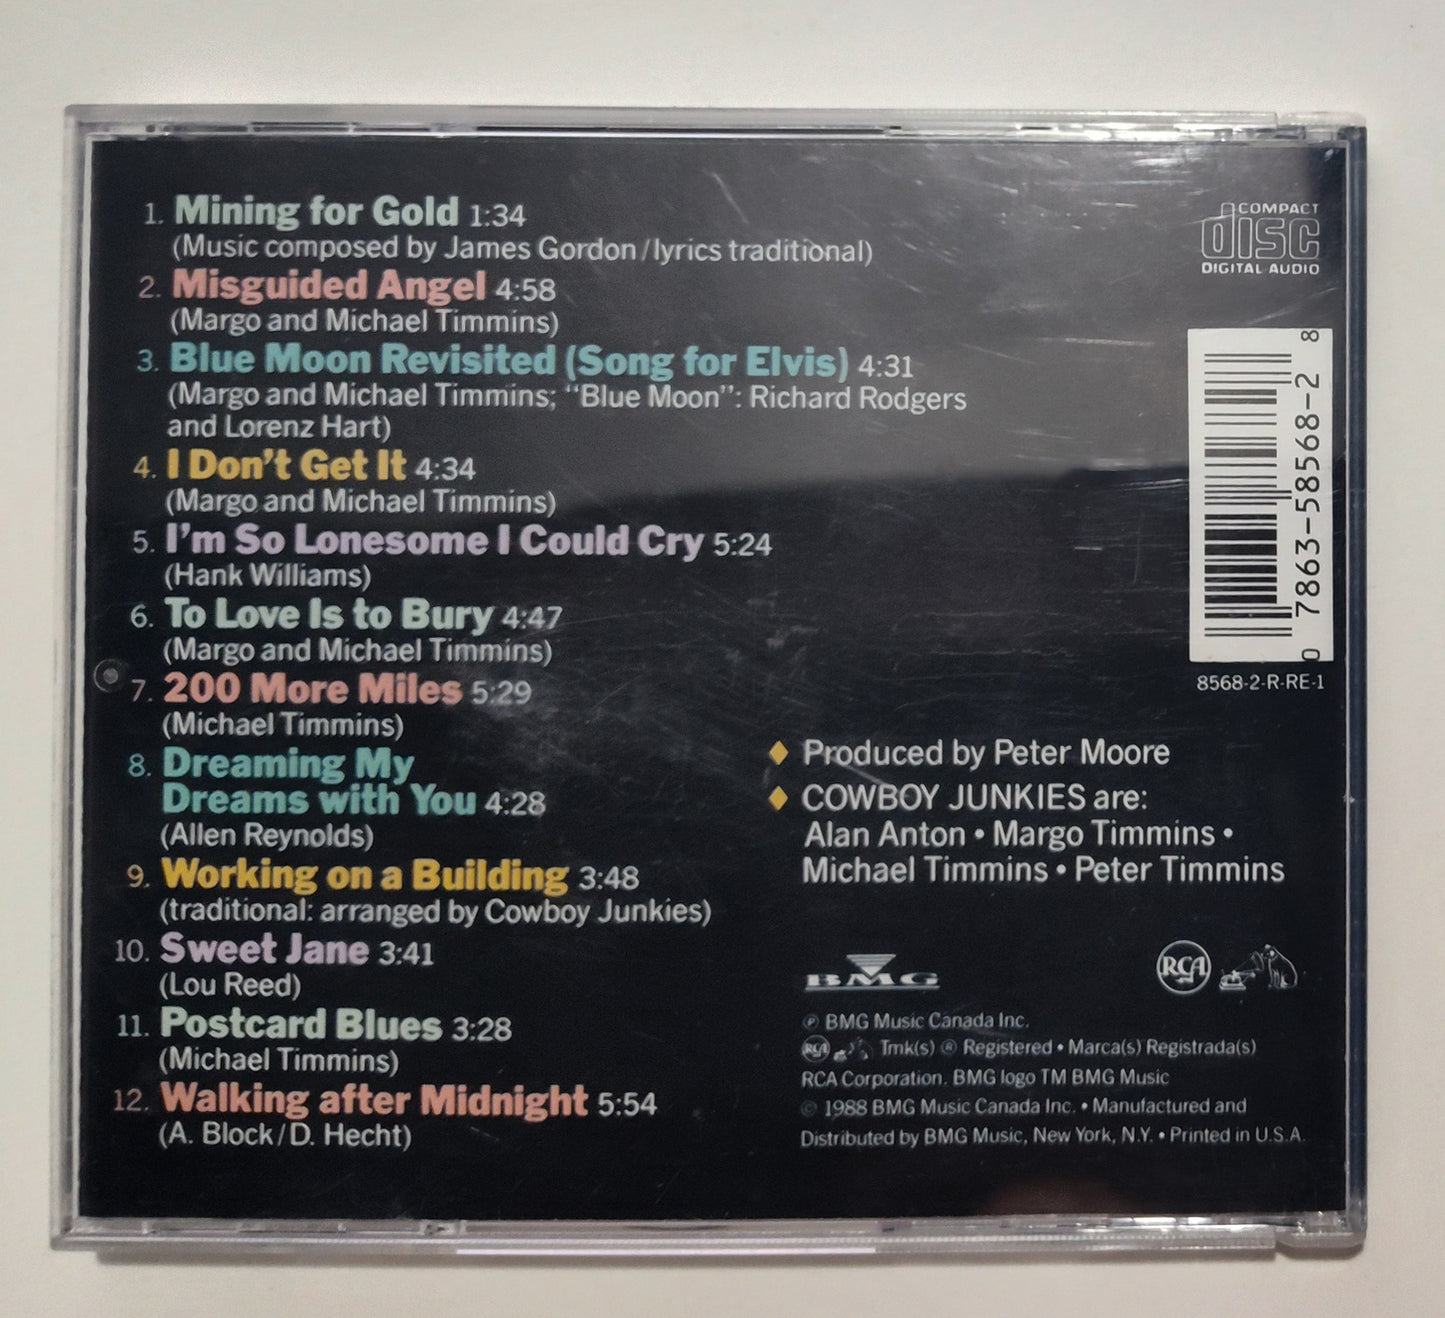 1. Mining for Gold 1:34
(Music composed by James Gordon/lyrics traditional)
2. Misguided Angel 4:58
(Margo and Michael Timmins)
3. Blue Moon Revisited (Song for Elvis) 4:31
(Margo and Michael Timmins; "Blue Moon": Richard Rodgers
and Lorenz Hart)
4. I Don't Get It 4:34
(Margo and Michael Timmins)
5. I'm So Lonesome I Could Cry 5:24
(Hank Williams)
6. To Love Is to Bury 4:47
(Margo and Michael Timmins)
7. 200 More Miles 5:29
(Michael Timmins)
8. Dreaming My
Dreams with You 4:28
(Allen Reynolds)
9. Working on a Building 3:48
(traditional: arranged by Cowboy Junkies)
10. Sweet Jane 3:41
(Lou Reed)
11. Postcard Blues 3:28
(Michael Timmins)
12. Walking after Midnight 5:54
(A. Block/D. Hecht)
COMPACT
disc
DIGITAL AUDIO
0 7863-58568-2 8
8568-2-R-RE-1
♦ Produced by Peter Moore
♦ COWBOY JUNKIES are:
Alan Anton • Margo Timmins •
Michael Timmins • Peter Timmins
BMG
RCA
℗ BMG Music Canada Inc.
RCA Tmk(s) ® Registered • Marca(s) Registrada(s)
RCA Corporation. BMG logo TM BMG Music
© 1988 BMG Music Canada Inc. • Manufactured and
Distributed by BMG Music, New York, N.Y. • Printed in U.S.A.